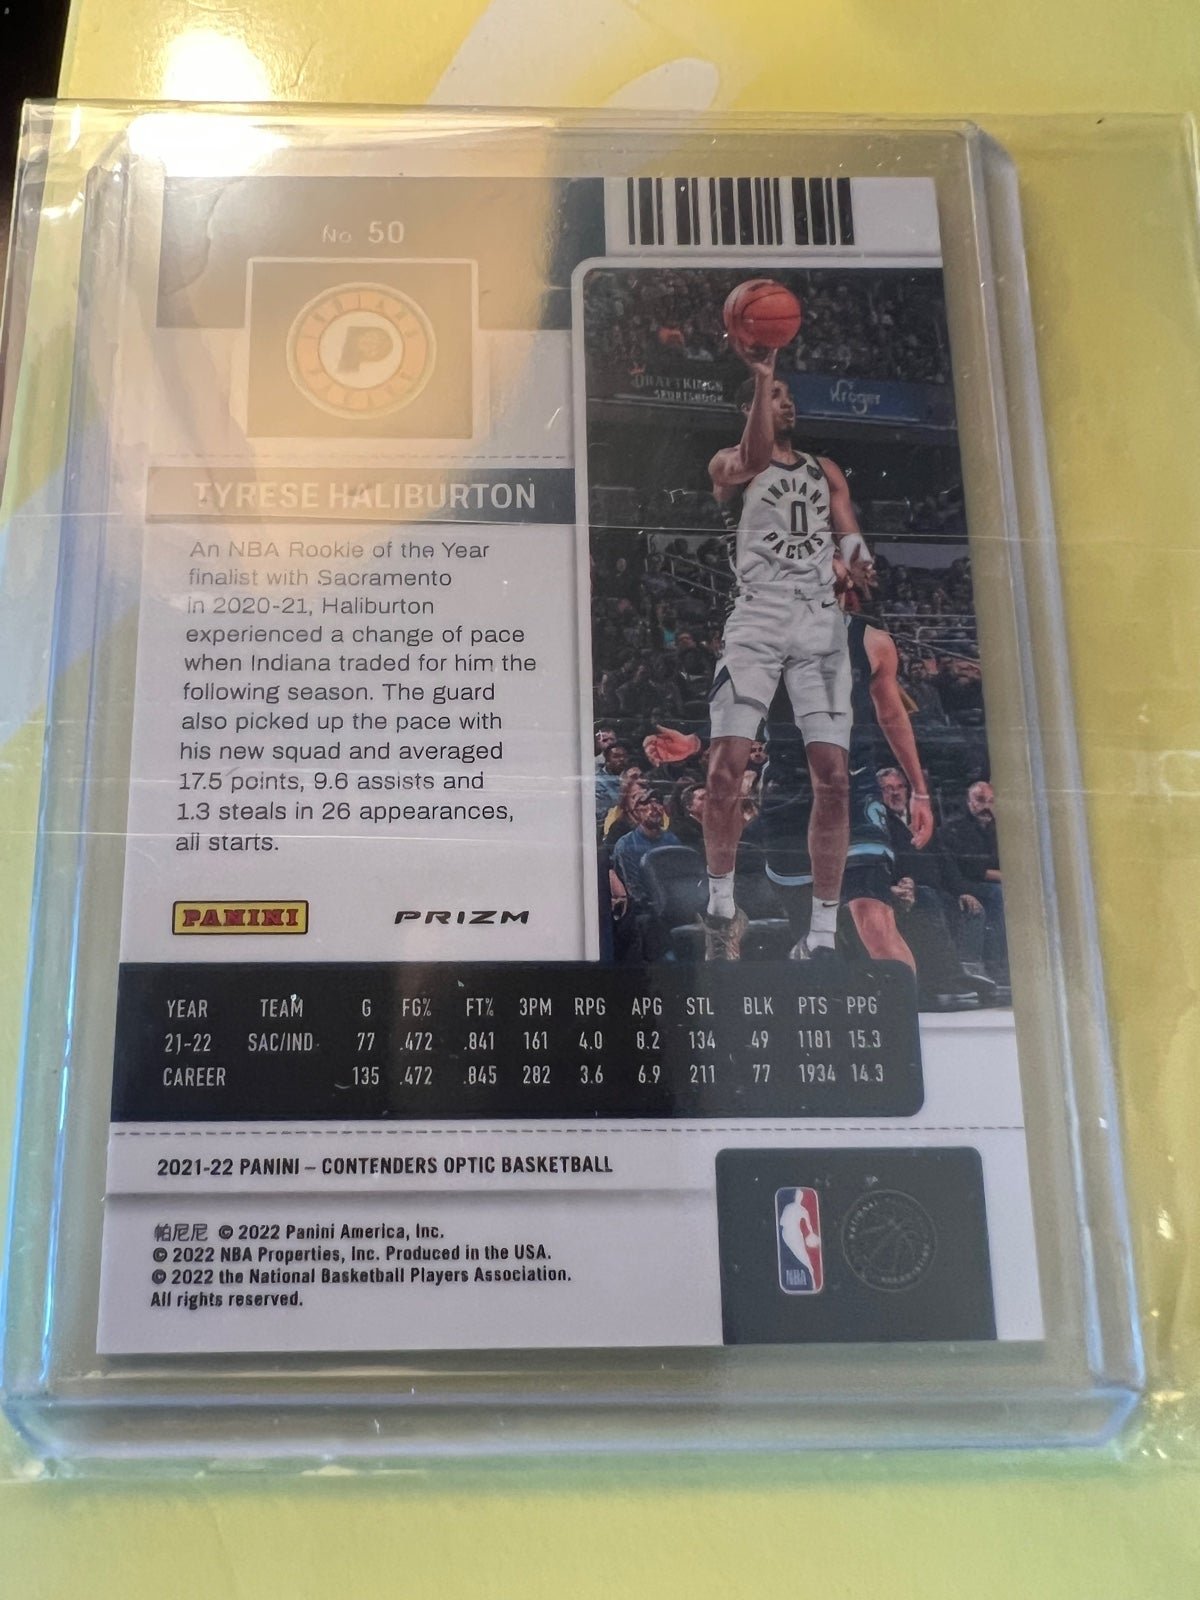 No 50
INDIANA
PACERS
TYRESE HALIBURTON
An NBA Rookie of the Year
finalist with Sacramento
in 2020-21, Haliburton
experienced a change of pace
when Indiana traded for him the
following season. The guard
also picked up the pace with
his new squad and averaged
17.5 points, 9.6 assists and
1.3 steals in 26 appearances,
all starts.
PANINI PRIZM
DRAFTKINGS
SPORTSBOOK
Kroger
INDIANA
0
PACERS
YEAR TEAM G FG% FT% 3PM RPG APG STL BLK PTS PPG
21-22 SAC/IND 77 .472 .841 161 4.0 8.2 134 49 1181 15.3
CAREER 135 .472 .845 282 3.6 6.9 211 77 1934 14.3
2021-22 PANINI – CONTENDERS OPTIC BASKETBALL
帕尼尼 © 2022 Panini America, Inc.
© 2022 NBA Properties, Inc. Produced in the USA.
© 2022 the National Basketball Players Association.
All rights reserved.
NBA